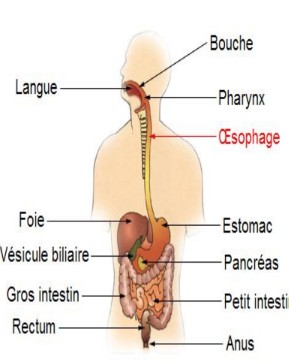 Bouche
Langue
Pharynx
Œsophage
Foie
Estomac
Vésicule biliaire
Pancréas
Gros intestin
Petit intesti
Rectum
Anus